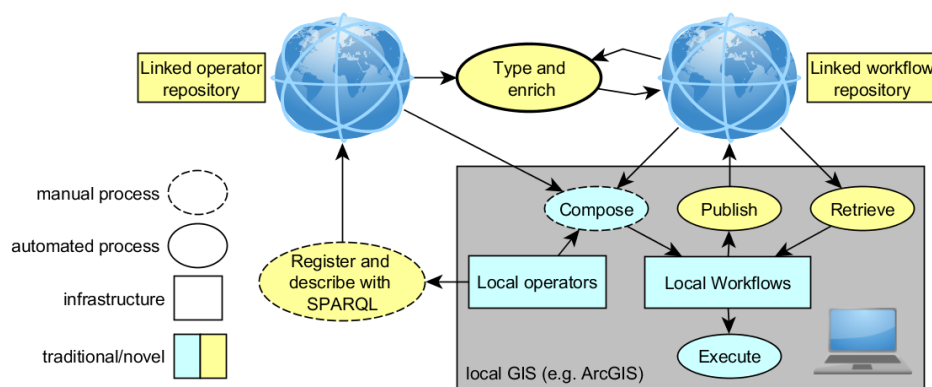 Linked operator
repository
Type and
enrich
Linked workflow
repository
manual process
automated process
infrastructure
traditional/novel
Compose
Publish
Retrieve
Register and
describe with
SPARQL
Local operators
Local Workflows
Execute
local GIS (e.g. ArcGIS)